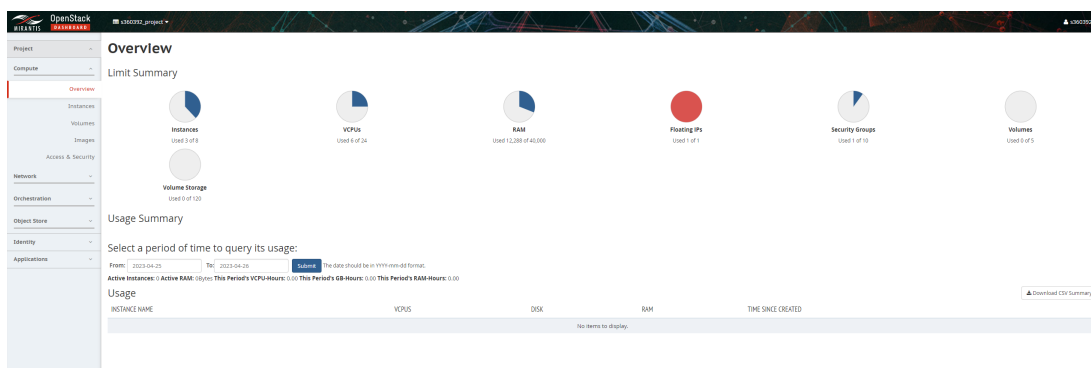 MIRANTIS
OpenStack
DASHBOARD
s360392_project
s360392
Project
Compute
Overview
Instances
Volumes
Images
Access & Security
Network
Orchestration
Object Store
Identity
Applications
Overview
Limit Summary
Instances
Used 3 of 8
VCPUs
Used 6 of 24
RAM
Used 12,288 of 40,000
Floating IPs
Used 1 of 1
Security Groups
Used 1 of 10
Volumes
Used 0 of 5
Volume Storage
Used 0 of 120
Usage Summary
Select a period of time to query its usage:
From: 2023-04-25 To: 2023-04-26 Submit The date should be in YYYY-mm-dd format.
Active Instances: 0 Active RAM: 0Bytes This Period's VCPU-Hours: 0.00 This Period's GB-Hours: 0.00 This Period's RAM-Hours: 0.00
Usage
Download CSV Summary
INSTANCE NAME VCPUS DISK RAM TIME SINCE CREATED
No items to display.